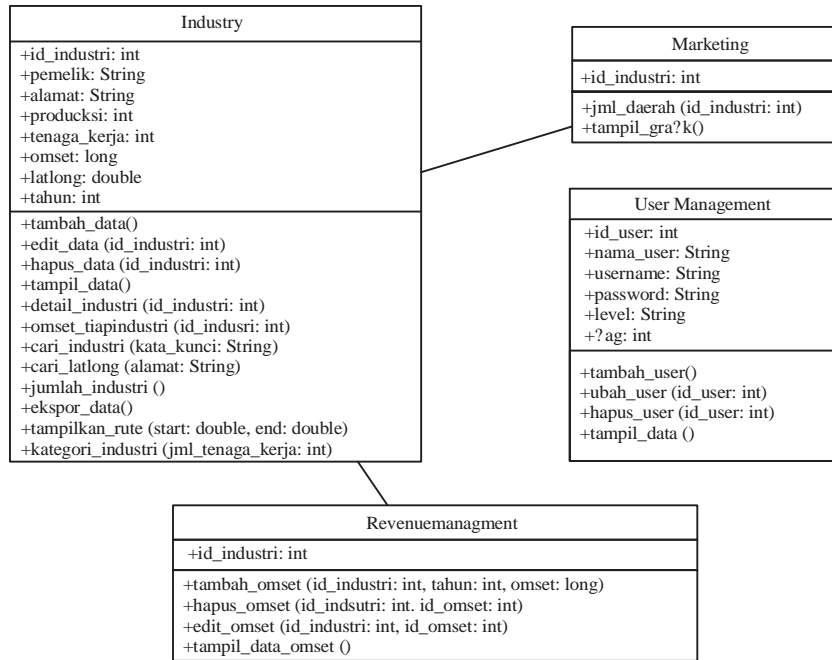 Industry
+id_industri: int
+pemelik: String
+alamat: String
+producksi: int
+tenaga_kerja: int
+omset: long
+latlong: double
+tahun: int
+tambah_data()
+edit_data (id_industri: int)
+hapus_data (id_industri: int)
+tampil_data()
+detail_industri (id_industri: int)
+omset_tiapindustri (id_indusri: int)
+cari_industri (kata_kunci: String)
+cari_latlong (alamat: String)
+jumlah_industri ()
+ekspor_data()
+tampilkan_rute (start: double, end: double)
+kategori_industri (jml_tenaga_kerja: int)
Marketing
+id_industri: int
+jml_daerah (id_industri: int)
+tampil_gra?k()
User Management
+id_user: int
+nama_user: String
+username: String
+password: String
+level: String
+?ag: int
+tambah_user()
+ubah_user (id_user: int)
+hapus_user (id_user: int)
+tampil_data ()
Revenuemanagment
+id_industri: int
+tambah_omset (id_industri: int, tahun: int, omset: long)
+hapus_omset (id_indsutri: int. id_omset: int)
+edit_omset (id_industri: int, id_omset: int)
+tampil_data_omset ()